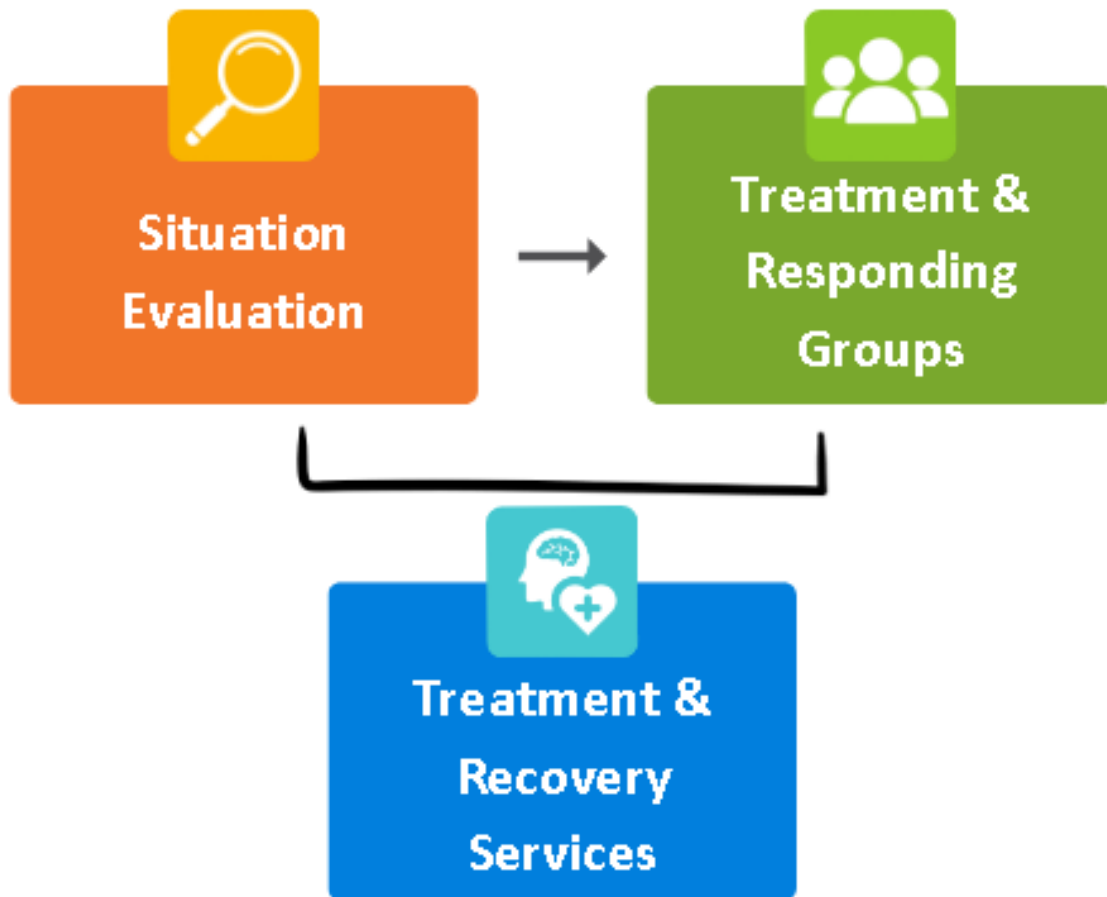 Situation
Evaluation
Treatment &
Responding
Groups
Treatment &
Recovery
Services